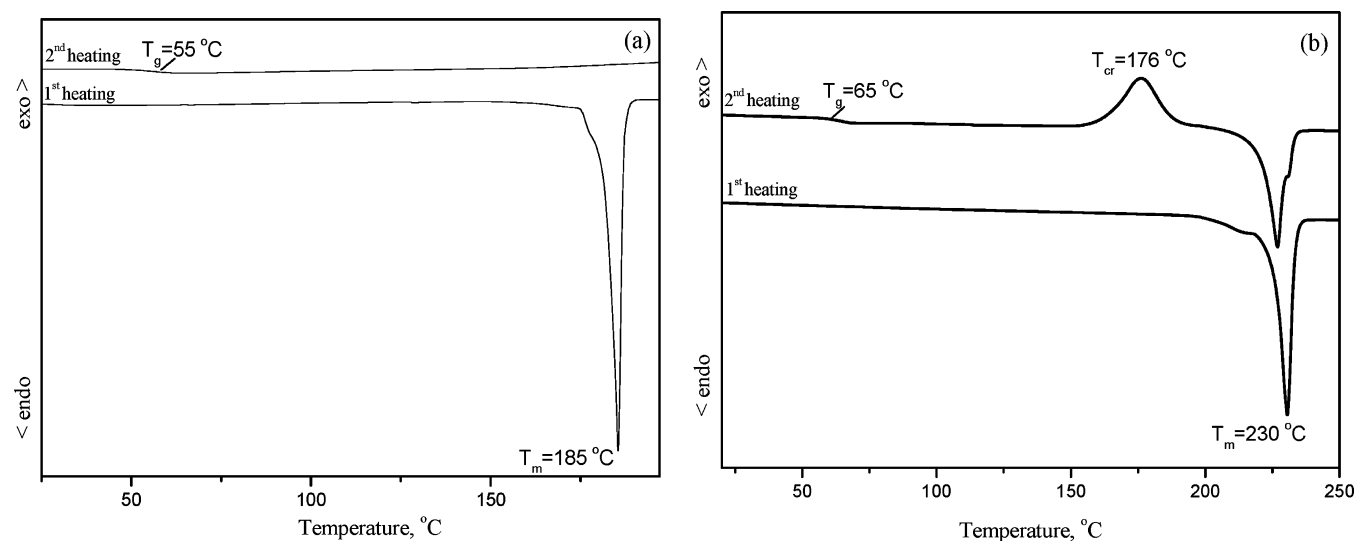 (a)
2nd heating
Tg=55 °C
1st heating
exo >
< endo
Tm=185 °C
50
100
150
Temperature, °C
(b)
Tcr=176 °C
2nd heating
Tg=65 °C
1st heating
exo >
< endo
Tm=230 °C
50
100
150
200
250
Temperature, °C